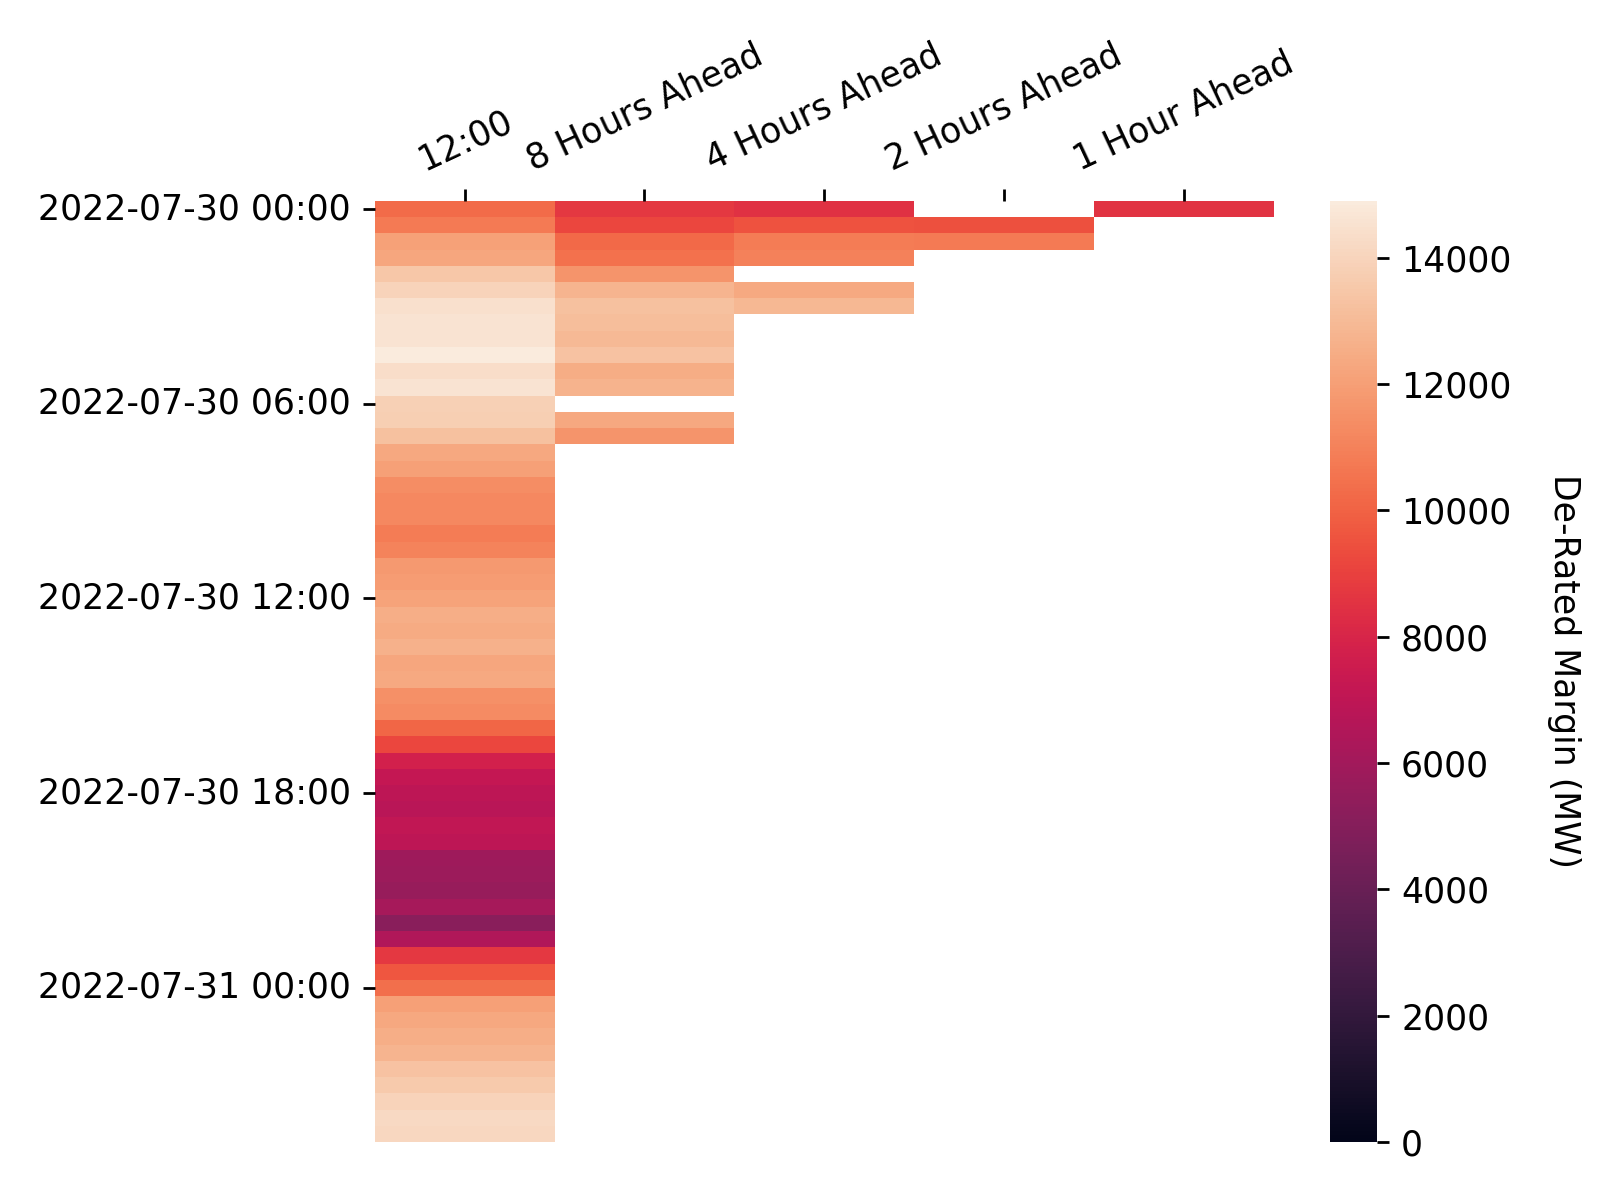 12:00
8 Hours Ahead
4 Hours Ahead
2 Hours Ahead
1 Hour Ahead
2022-07-30 00:00
2022-07-30 06:00
2022-07-30 12:00
2022-07-30 18:00
2022-07-31 00:00
14000
12000
10000
8000
6000
4000
2000
0
De-Rated Margin (MW)